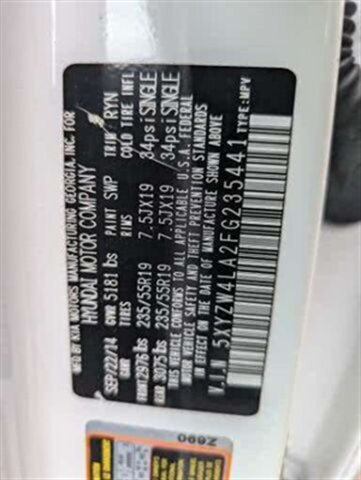 MFD BY KIA MOTORS MANUFACTURING GEORGIA, INC. FOR
HYUNDAI MOTOR COMPANY
SEP/22/14 PAINT SWP TRIM RYN
GVWR 5181 lbs
GAWR TIRES RIMS COLD TIRE INFL
FRONT 2976 lbs 235/55R19 7.5JX19 /34psi SINGLE
REAR 3075 lbs 235/55R19 7.5JX19 /34psi SINGLE
THIS VEHICLE CONFORMS TO ALL APPLICABLE U.S.A. FEDERAL
MOTOR VEHICLE SAFETY AND THEFT PREVENTION STANDARDS
IN EFFECT ON THE DATE OF MANUFACTURE SHOWN ABOVE
V.I.N 5XYZW4LA2FG235441 TYPE:MPV
Z690